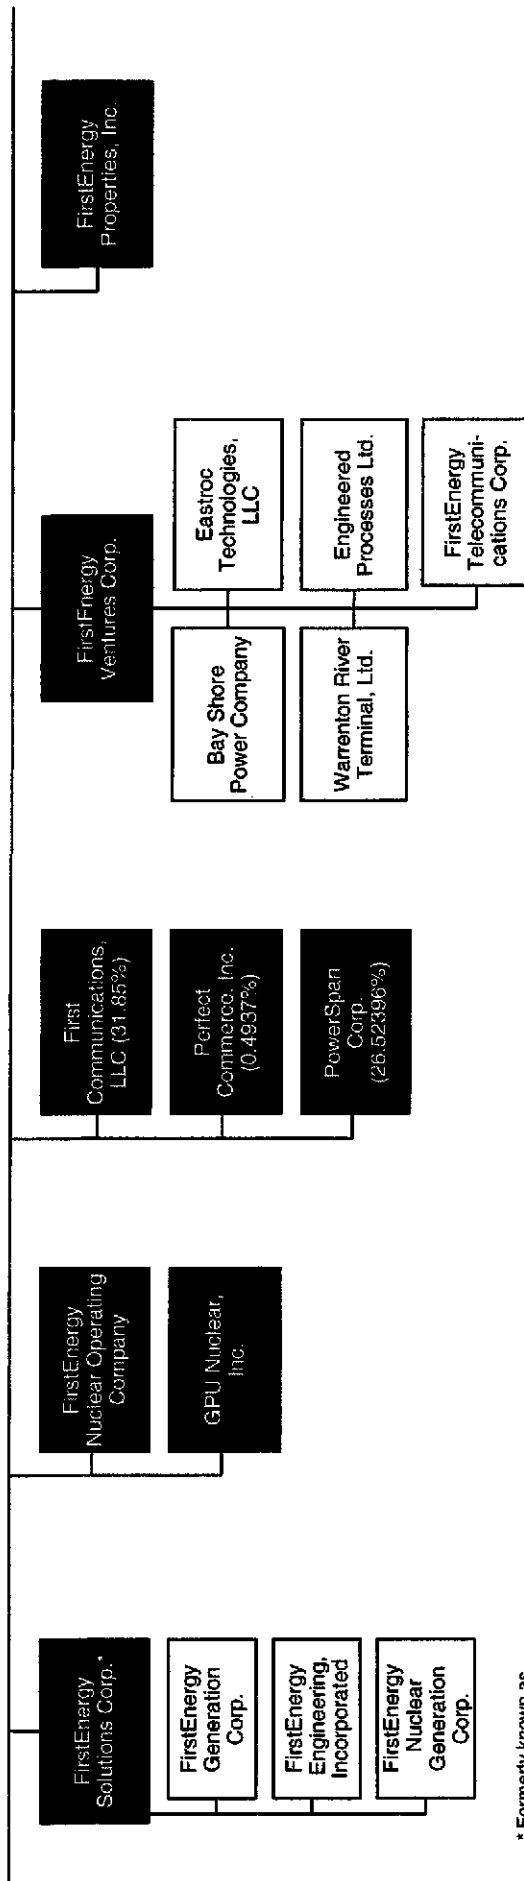 FirstEnergy
Solutions Corp.*
FirstEnergy
Generation
Corp.
FirstEnergy
Engineering,
Incorporated
FirstEnergy
Nuclear
Generation
Corp.
* Formerly known as
FirstEnergy
Nuclear Operating
Company
GPU Nuclear,
Inc.
First
Communications,
LLC (31.85%)
Perfect
Commerce, Inc.
(0.4937%)
PowerSpan
Corp.
(26.52396%)
FirstEnergy
Ventures Corp.
Bay Shore
Power Company
Eastroc
Technologies,
LLC
Warrenton River
Terminal, Ltd.
Engineered
Processes Ltd.
FirstEnergy
Telecommuni-
cations Corp.
FirstEnergy
Properties, Inc.